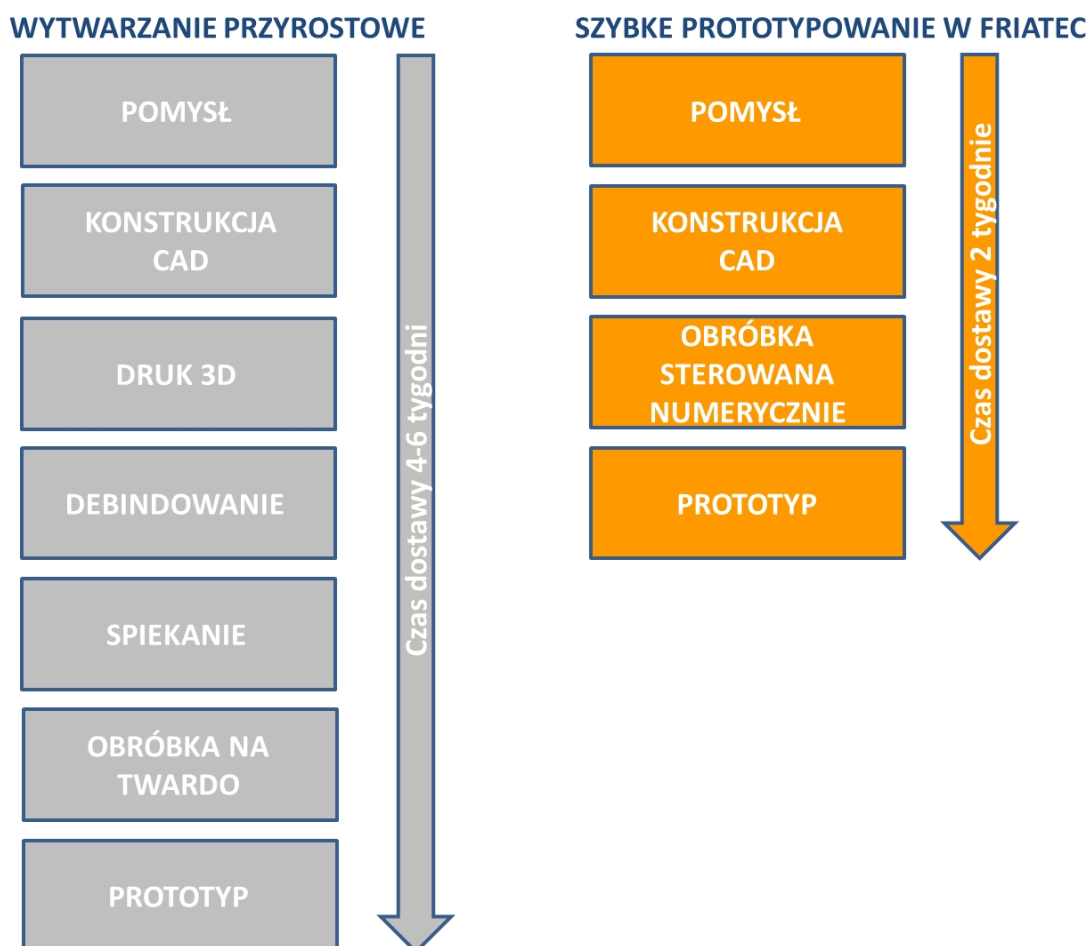 WYTWARZANIE PRZYROSTOWE
POMYSŁ
KONSTRUKCJA
CAD
DRUK 3D
DEBINDOWANIE
SPIEKANIE
OBRÓBKA NA
TWARDO
PROTOTYP
Czas dostawy 4-6 tygodni
SZYBKE PROTOTYPOWANIE W FRIATEC
POMYSŁ
KONSTRUKCJA
CAD
OBRÓBKA
STEROWANA
NUMERYCZNIE
PROTOTYP
Czas dostawy 2 tygodnie